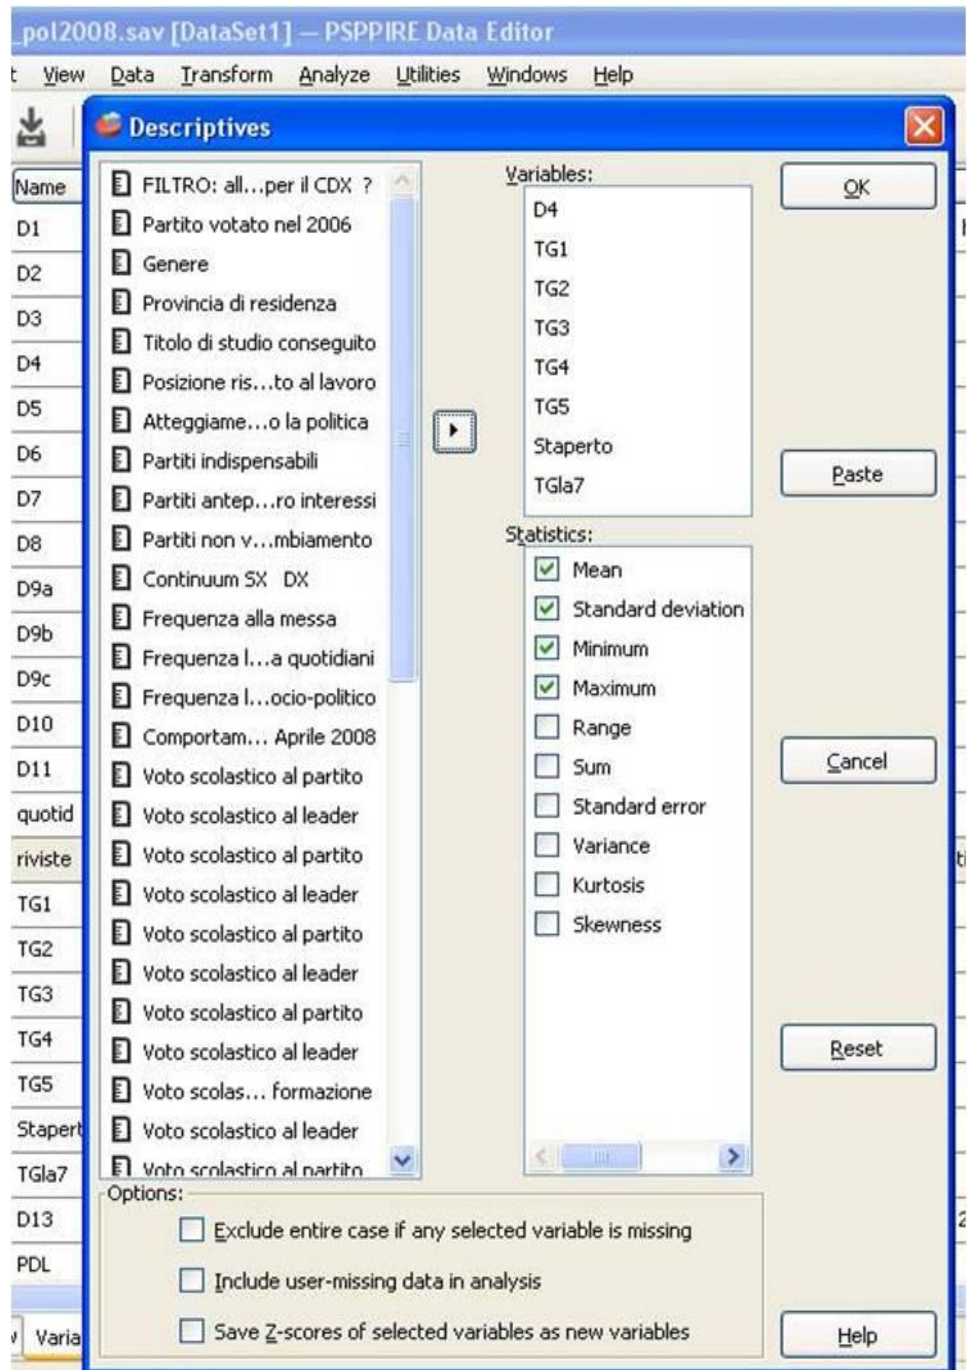 _pol2008.sav [DataSet1] — PSPPIRE Data Editor
t View Data Transform Analyze Utilities Windows Help
Descriptives
Name
D1
D2
D3
D4
D5
D6
D7
D8
D9a
D9b
D9c
D10
D11
quotid
riviste
TG1
TG2
TG3
TG4
TG5
Stapert
TGla7
D13
PDL
Varia
FILTRO: all...per il CDX ?
Partito votato nel 2006
Genere
Provincia di residenza
Titolo di studio conseguito
Posizione ris...to al lavoro
Atteggiame...o la politica
Partiti indispensabili
Partiti antep...ro interessi
Partiti non v...mbiamento
Continuum SX DX
Frequenza alla messa
Frequenza l...a quotidiani
Frequenza l...ocio-politico
Comportam... Aprile 2008
Voto scolastico al partito
Voto scolastico al leader
Voto scolastico al partito
Voto scolastico al leader
Voto scolastico al partito
Voto scolastico al leader
Voto scolastico al partito
Voto scolastico al leader
Voto scolas... formazione
Voto scolastico al leader
Voto scolastico al partito
Variables:
D4
TG1
TG2
TG3
TG4
TG5
Staperto
TGla7
Statistics:
Mean
Standard deviation
Minimum
Maximum
Range
Sum
Standard error
Variance
Kurtosis
Skewness
OK
Paste
Cancel
Reset
Options:
Exclude entire case if any selected variable is missing
Include user-missing data in analysis
Save Z-scores of selected variables as new variables
Help